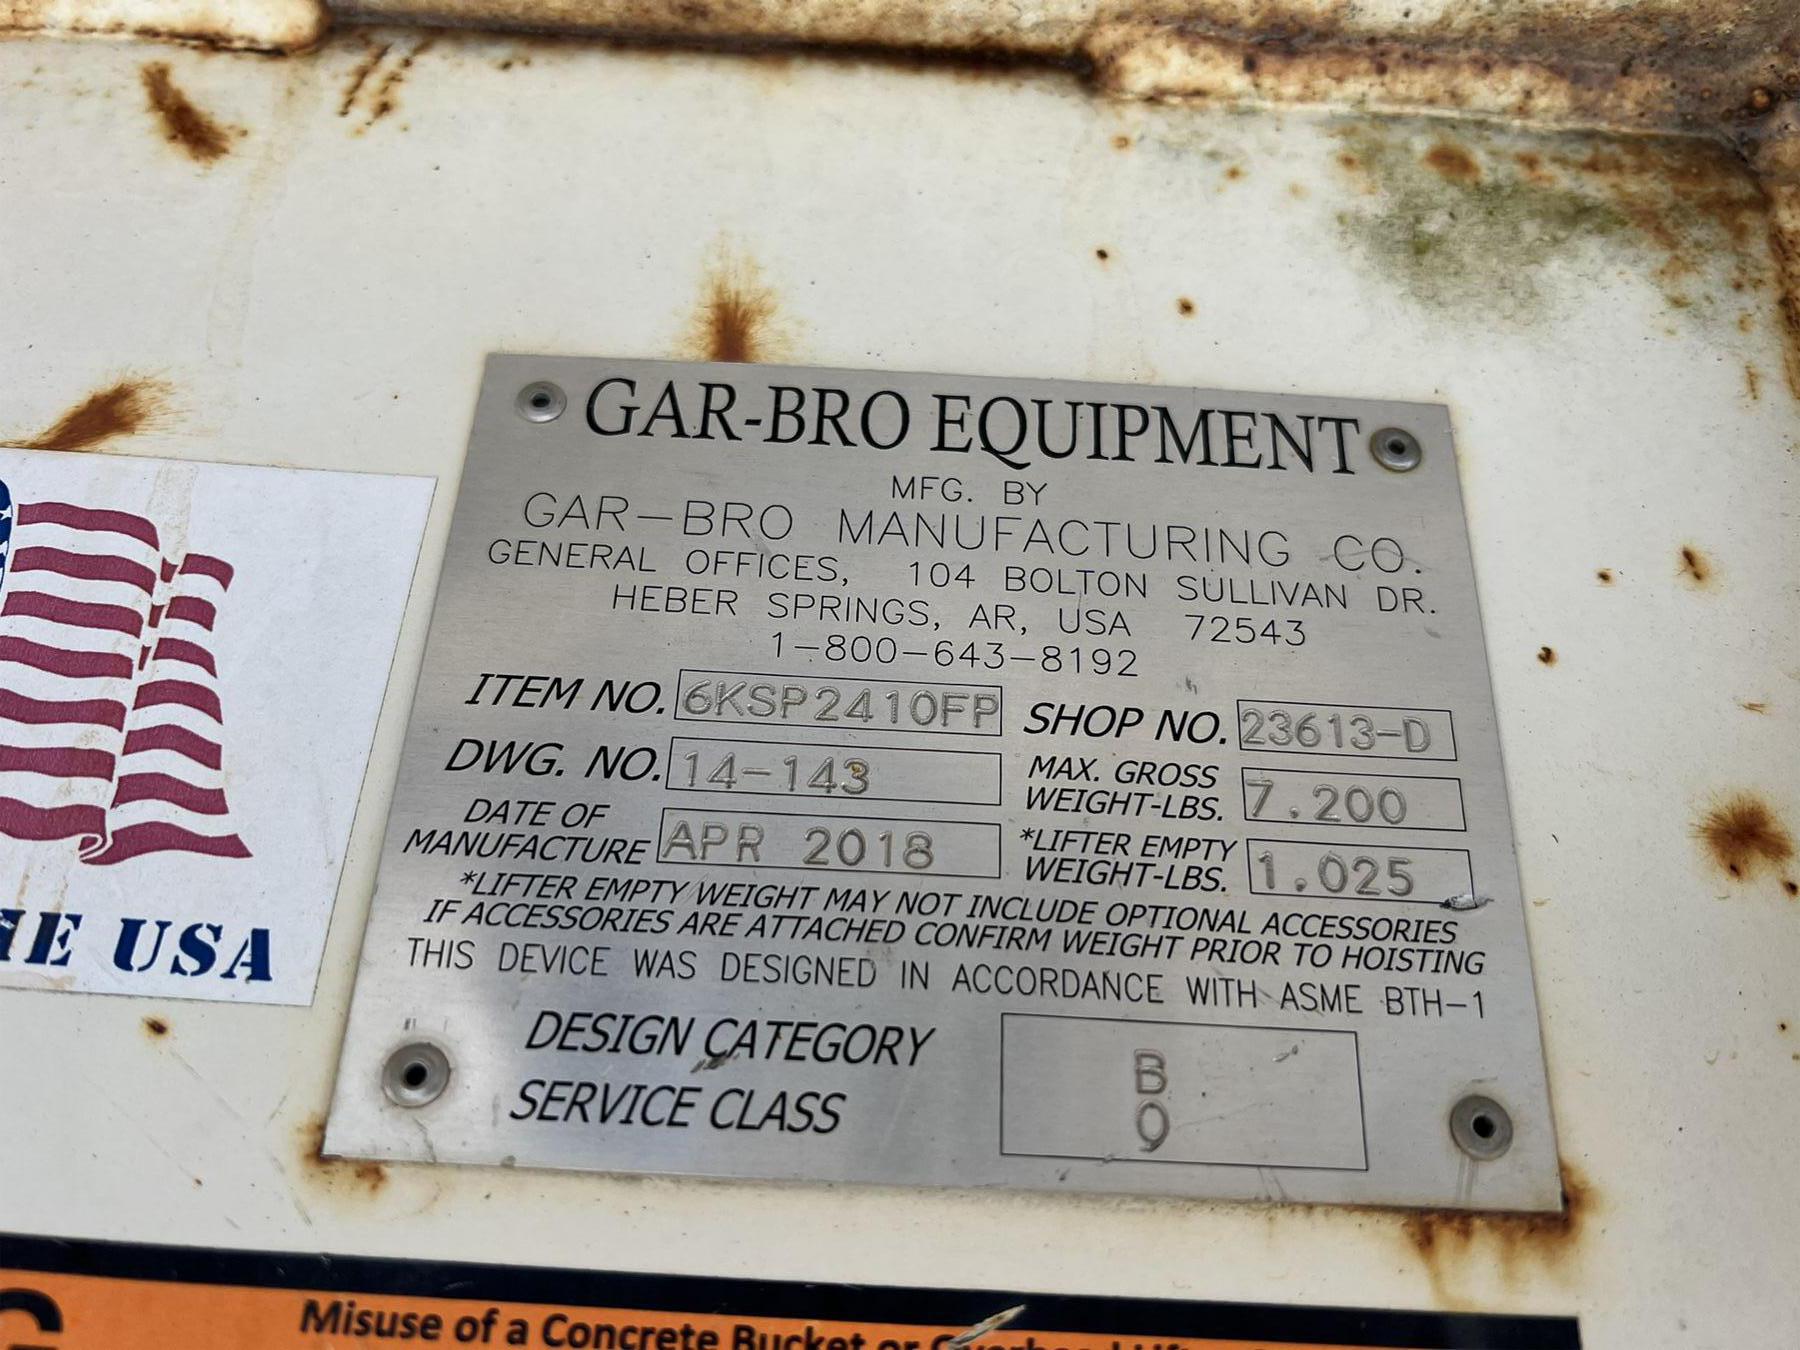 GAR-BRO EQUIPMENT
MFG. BY
GAR-BRO MANUFACTURING CO.
GENERAL OFFICES, 104 BOLTON SULLIVAN DR.
HEBER SPRINGS, AR, USA 72543
1-800-643-8192
ITEM NO. 6KSP2410FP SHOP NO. 23613-D
DWG. NO. 14-143 MAX. GROSS WEIGHT-LBS. 7.200
DATE OF MANUFACTURE APR 2018 *LIFTER EMPTY WEIGHT-LBS. 1.025
*LIFTER EMPTY WEIGHT MAY NOT INCLUDE OPTIONAL ACCESSORIES
IF ACCESSORIES ARE ATTACHED CONFIRM WEIGHT PRIOR TO HOISTING
THIS DEVICE WAS DESIGNED IN ACCORDANCE WITH ASME BTH-1
DESIGN CATEGORY B
SERVICE CLASS 0
USA
Misuse of a Concrete Bucket or